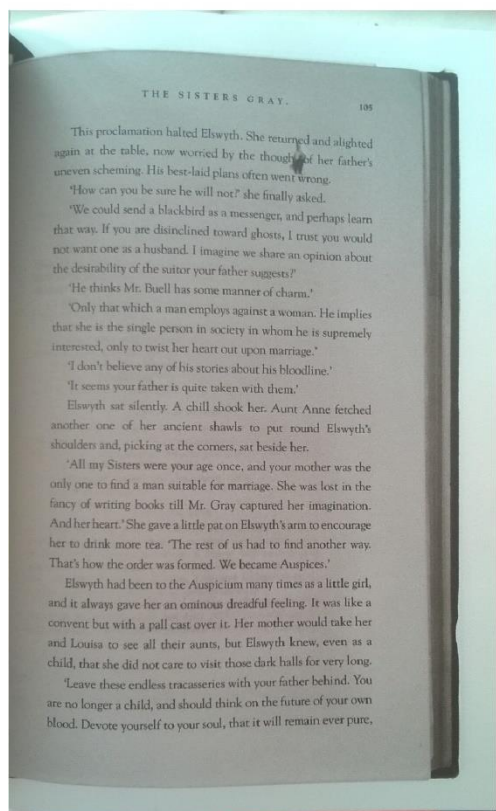 THE SISTERS GRAY.
105
This proclamation halted Elswyth. She returned and alighted
again at the table, now worried by the thought of her father's
uneven scheming. His best-laid plans often went wrong.
'How can you be sure he will not?' she finally asked.
'We could send a blackbird as a messenger, and perhaps learn
that way. If you are disinclined toward ghosts, I trust you would
not want one as a husband. I imagine we share an opinion about
the desirability of the suitor your father suggests?'
'He thinks Mr. Buell has some manner of charm.'
'Only that which a man employs against a woman. He implies
that she is the single person in society in whom he is supremely
interested, only to twist her heart out upon marriage.'
'I don't believe any of his stories about his bloodline.'
'It seems your father is quite taken with them.'
Elswyth sat silently. A chill shook her. Aunt Anne fetched
another one of her ancient shawls to put round Elswyth's
shoulders and, picking at the corners, sat beside her.
'All my Sisters were your age once, and your mother was the
only one to find a man suitable for marriage. She was lost in the
fancy of writing books till Mr. Gray captured her imagination.
And her heart.' She gave a little pat on Elswyth's arm to encourage
her to drink more tea. 'The rest of us had to find another way.
That's how the order was formed. We became Auspices.'
Elswyth had been to the Auspicium many times as a little girl,
and it always gave her an ominous dreadful feeling. It was like a
convent but with a pall cast over it. Her mother would take her
and Louisa to see all their aunts, but Elswyth knew, even as a
child, that she did not care to visit those dark halls for very long.
'Leave these endless tracasseries with your father behind. You
are no longer a child, and should think on the future of your own
blood. Devote yourself to your soul, that it will remain ever pure,